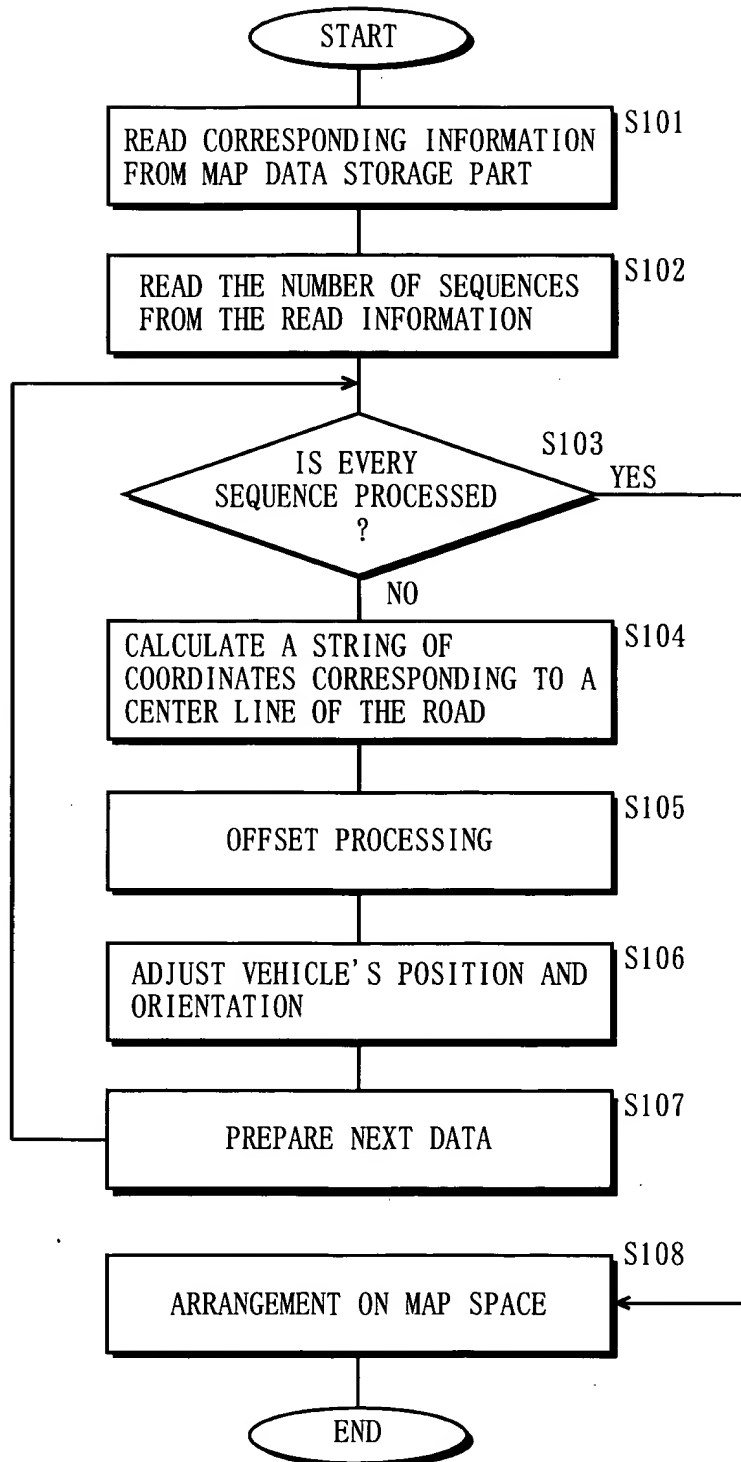 START
S101
READ CORRESPONDING INFORMATION
FROM MAP DATA STORAGE PART
S102
READ THE NUMBER OF SEQUENCES
FROM THE READ INFORMATION
S103
IS EVERY
SEQUENCE PROCESSED
?
YES
NO
S104
CALCULATE A STRING OF
COORDINATES CORRESPONDING TO A
CENTER LINE OF THE ROAD
S105
OFFSET PROCESSING
S106
ADJUST VEHICLE'S POSITION AND
ORIENTATION
S107
PREPARE NEXT DATA
S108
ARRANGEMENT ON MAP SPACE
END